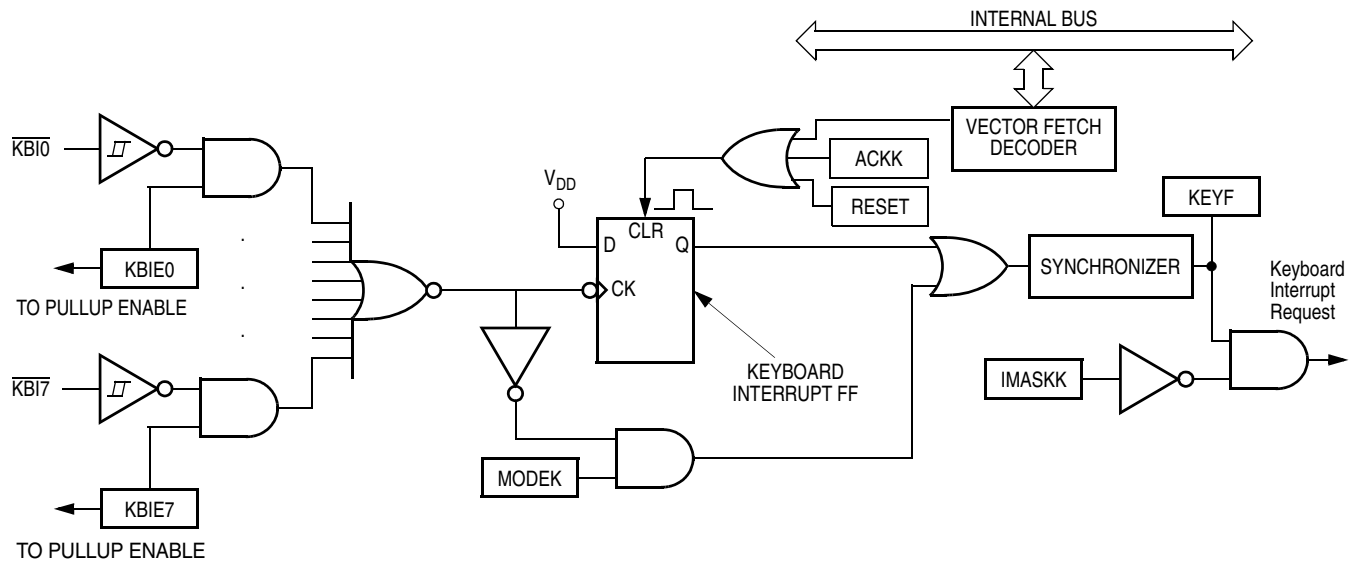 INTERNAL BUS
VECTOR FETCH
DECODER
ACKK
RESET
KBI0
KBIE0
TO PULLUP ENABLE
KBI7
KBIE7
TO PULLUP ENABLE
VDD
D
CLR
Q
CK
KEYBOARD
INTERRUPT FF
MODEK
SYNCHRONIZER
KEYF
IMASKK
Keyboard
Interrupt
Request